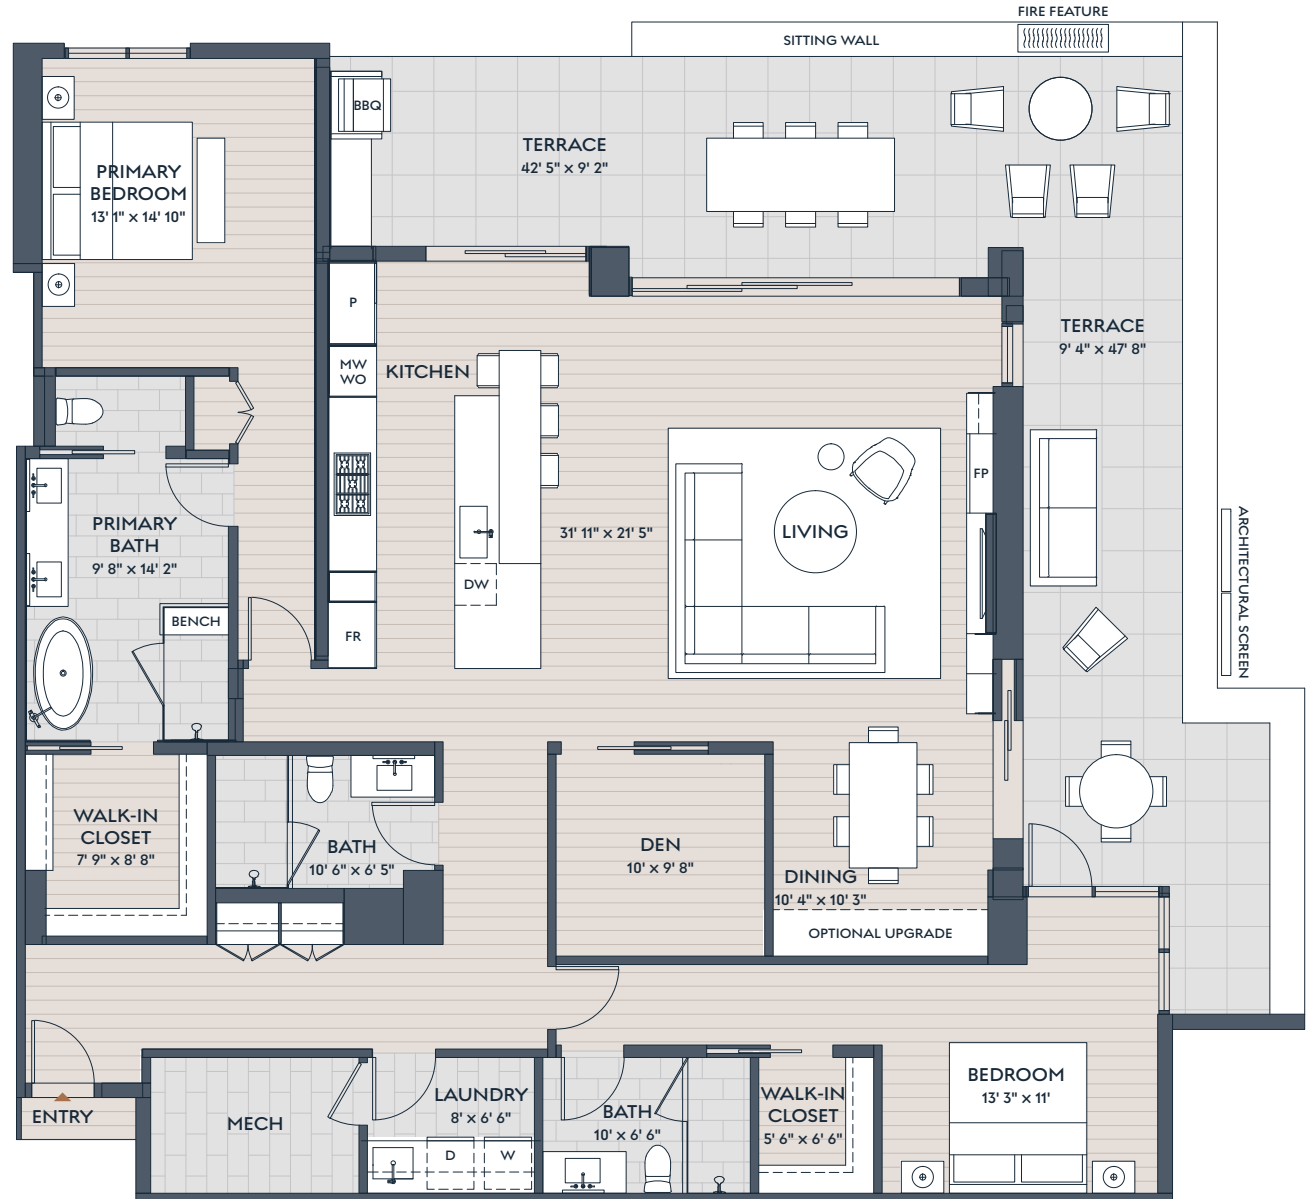 FIRE FEATURE
SITTING WALL
BBQ
TERRACE
42' 5" x 9' 2"
PRIMARY
BEDROOM
13' 1" x 14' 10"
P
MW
WO
KITCHEN
TERRACE
9' 4" x 47' 8"
FP
PRIMARY
BATH
9' 8" x 14' 2"
31' 11" x 21' 5"
LIVING
DW
BENCH
FR
ARCHITECTURAL SCREEN
WALK-IN
CLOSET
7' 9" x 8' 8"
BATH
10' 6" x 6' 5"
DEN
10' x 9' 8"
DINING
10' 4" x 10' 3"
OPTIONAL UPGRADE
ENTRY
MECH
LAUNDRY
8' x 6' 6"
D
W
BATH
10' x 6' 6"
WALK-IN
CLOSET
5' 6" x 6' 6"
BEDROOM
13' 3" x 11'